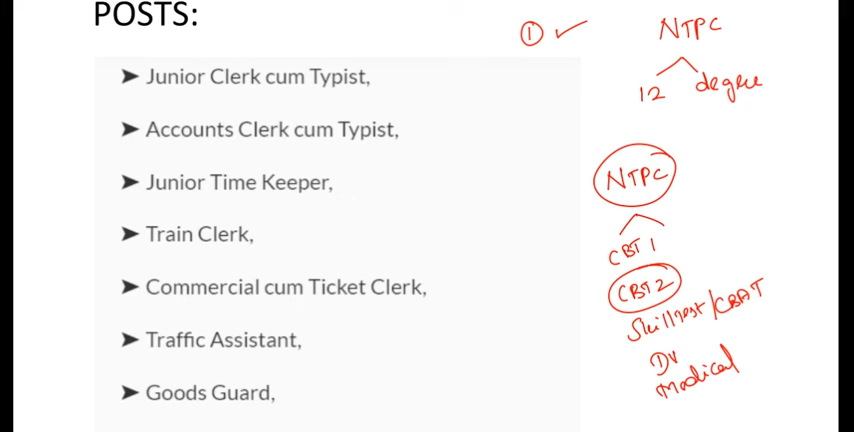 POSTS:
➤ Junior Clerk cum Typist,
➤ Accounts Clerk cum Typist,
➤ Junior Time Keeper,
➤ Train Clerk,
➤ Commercial cum Ticket Clerk,
➤ Traffic Assistant,
➤ Goods Guard,
① ✓ NTPC
12 degree
NTPC
CBT 1
CBT 2
Skill Test / CBAT
DV
Medical